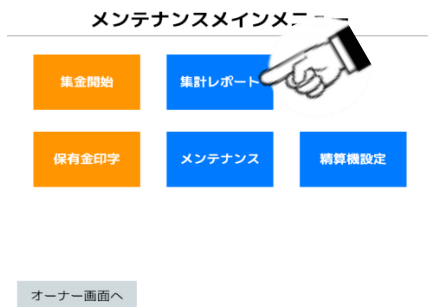 メンテナンスメインメニュー
集金開始
集計レポート
保有金印字
メンテナンス
精算機設定
オーナー画面へ